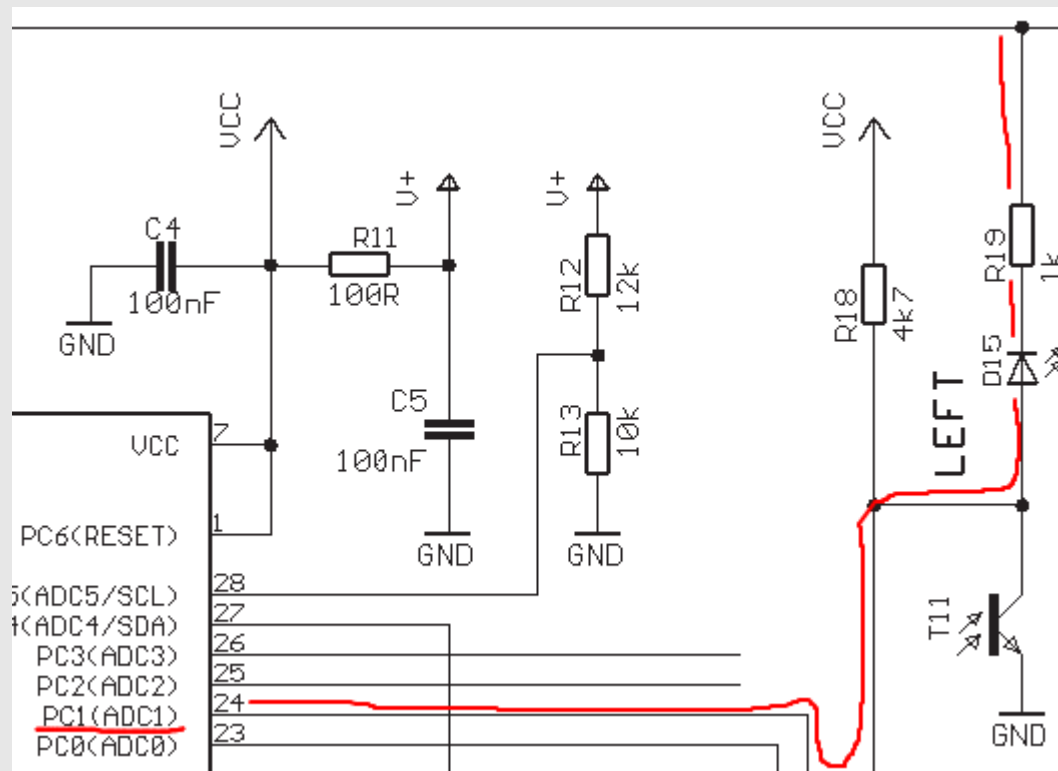 VCC
VCC
V+
V+
C4
100nF
GND
R11
100R
R12
12k
R18
4k7
R19
1k
D15
LEFT
C5
100nF
R13
10k
GND
GND
VCC
7
PC6(RESET)
1
5(ADC5/SCL)
28
4(ADC4/SDA)
27
PC3(ADC3)
26
PC2(ADC2)
25
PC1(ADC1)
24
PC0(ADC0)
23
T11
GND